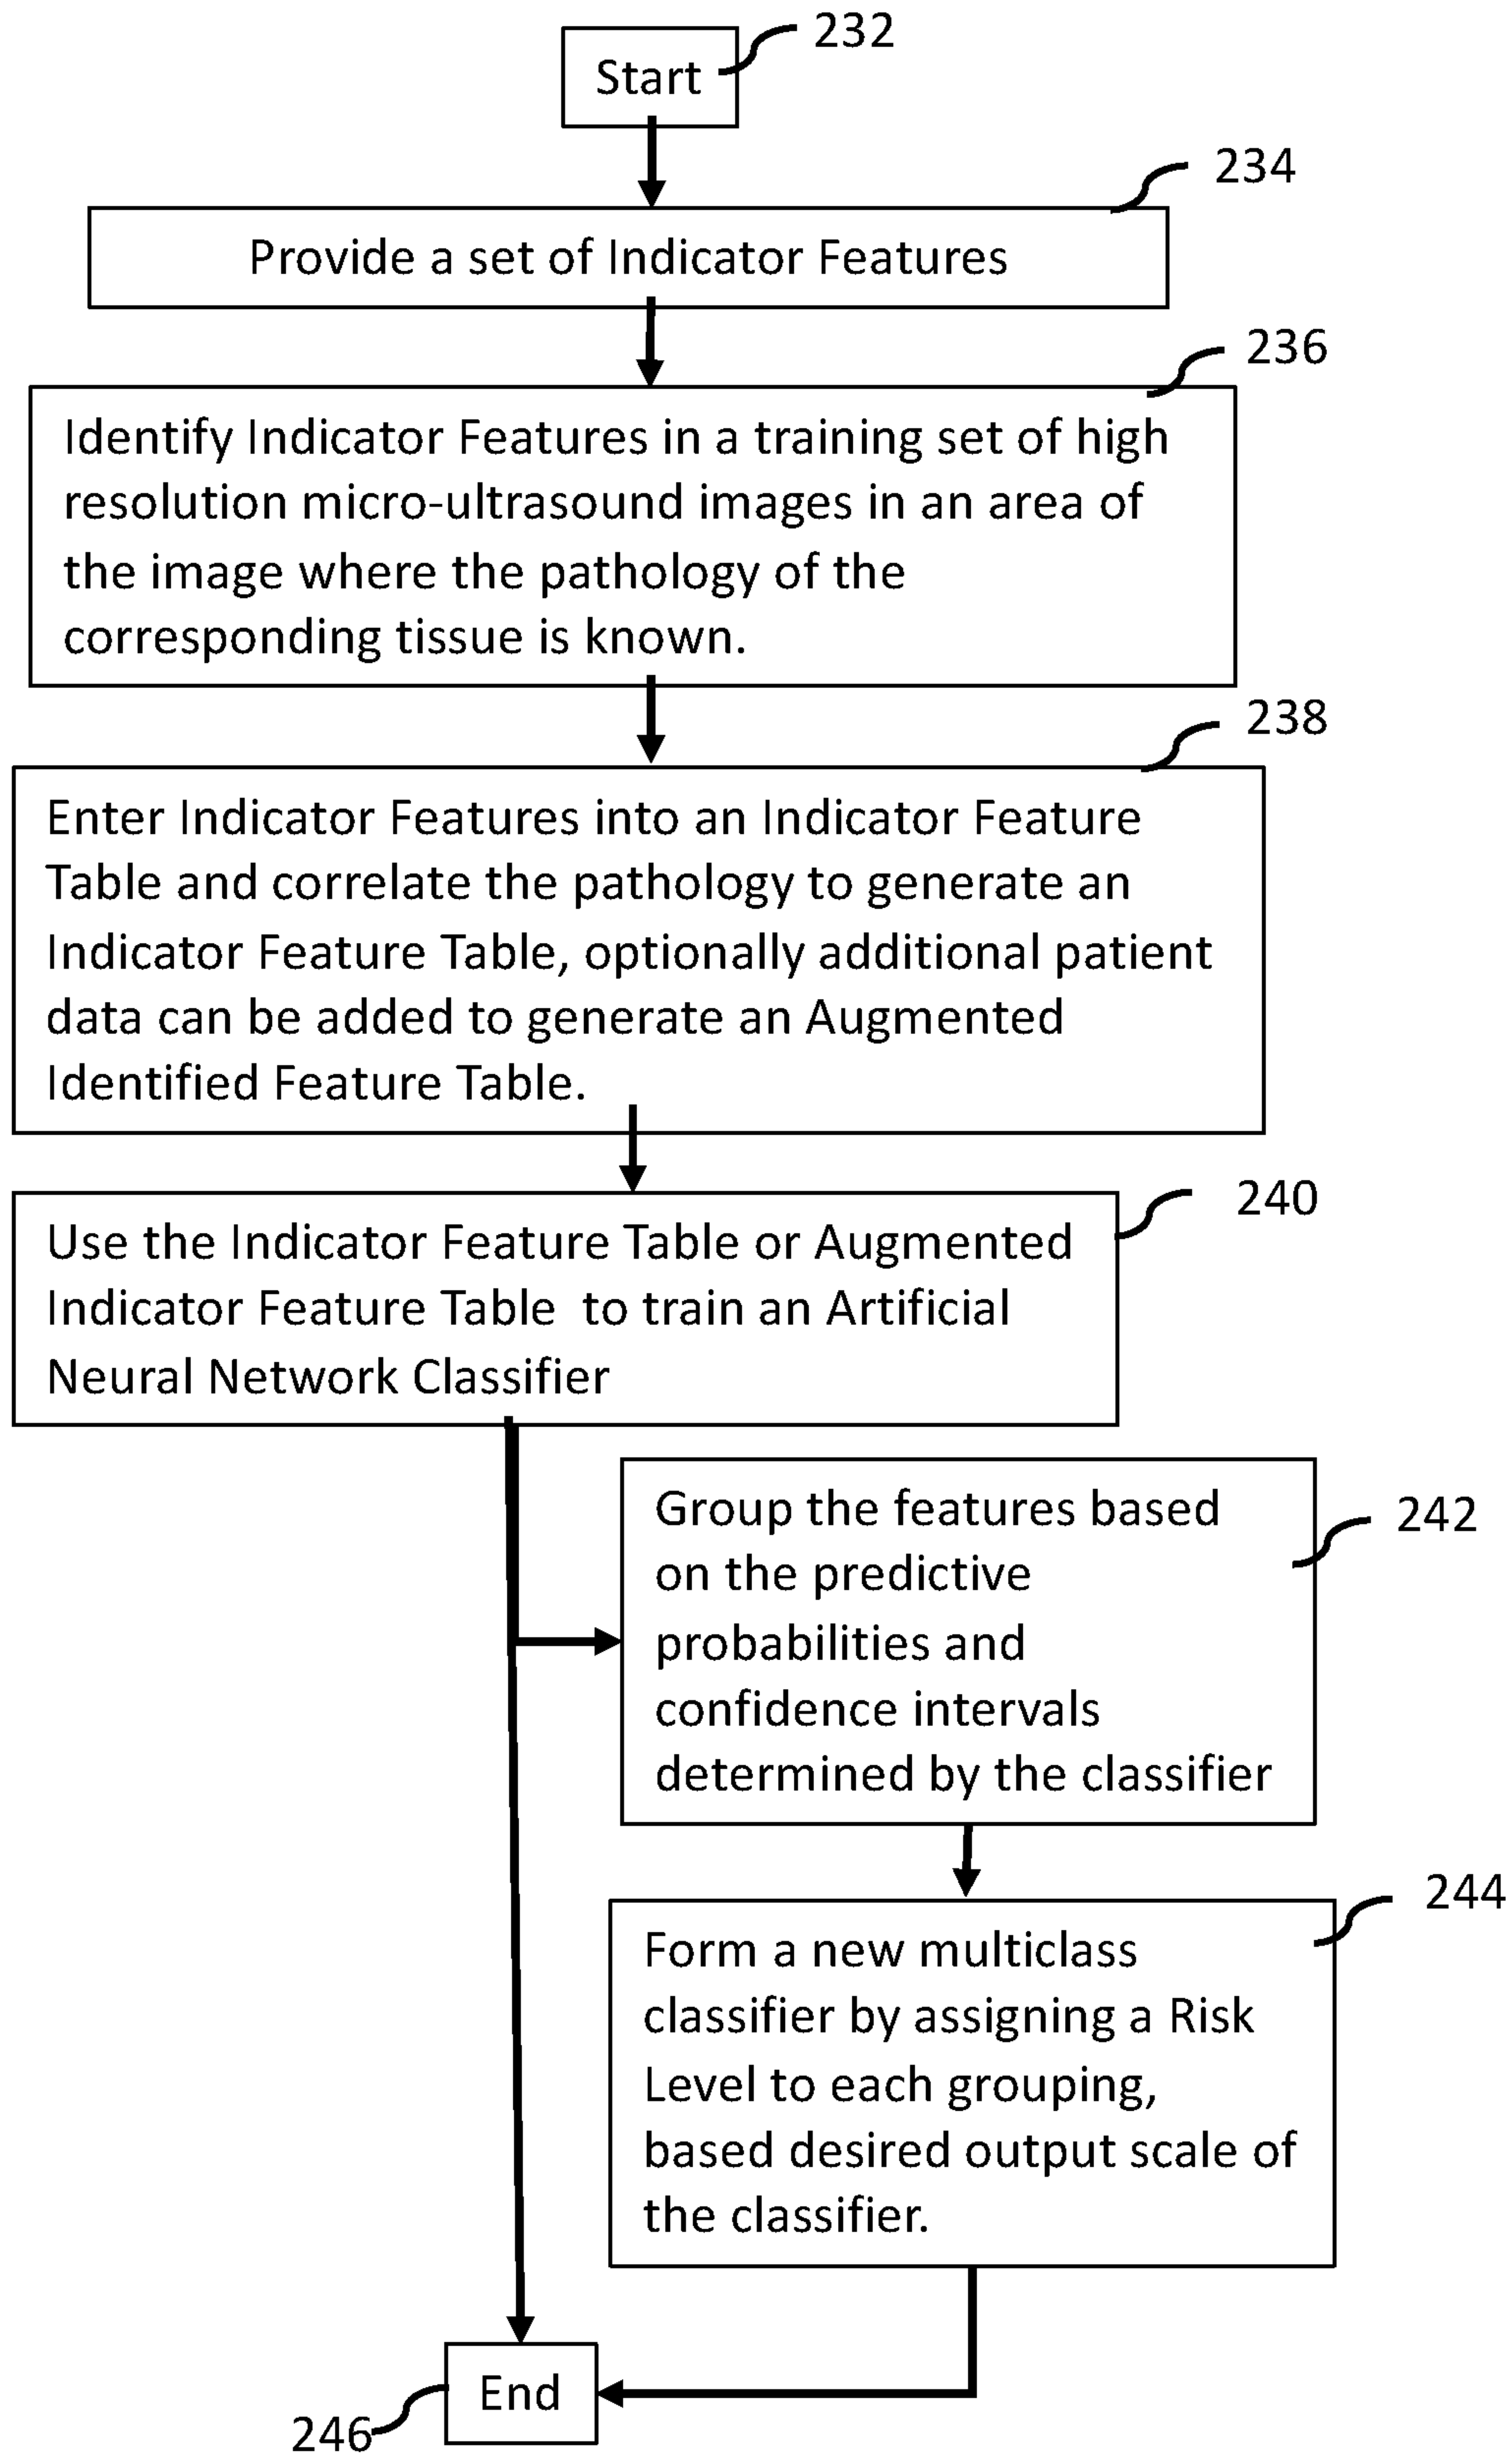 232
Start
234
Provide a set of Indicator Features
236
Identify Indicator Features in a training set of high
resolution micro-ultrasound images in an area of
the image where the pathology of the
corresponding tissue is known.
238
Enter Indicator Features into an Indicator Feature
Table and correlate the pathology to generate an
Indicator Feature Table, optionally additional patient
data can be added to generate an Augmented
Identified Feature Table.
240
Use the Indicator Feature Table or Augmented
Indicator Feature Table to train an Artificial
Neural Network Classifier
242
Group the features based
on the predictive
probabilities and
confidence intervals
determined by the classifier
244
Form a new multiclass
classifier by assigning a Risk
Level to each grouping,
based desired output scale of
the classifier.
End
246